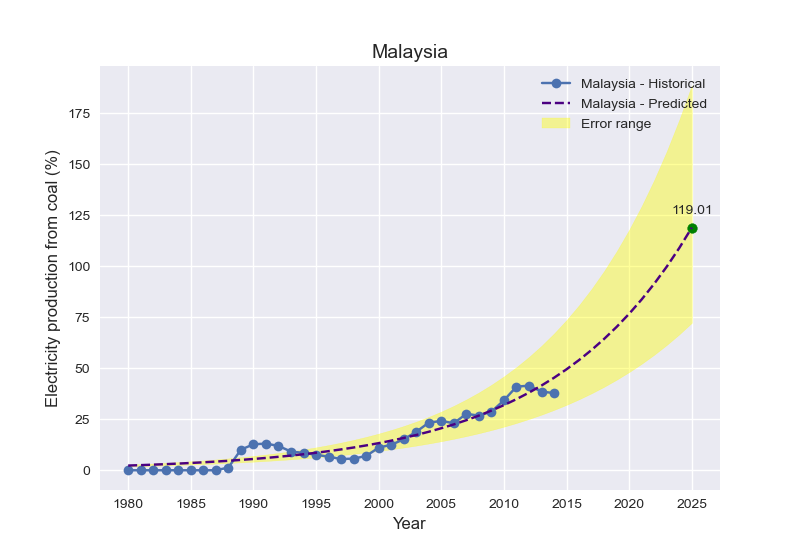 Malaysia
Malaysia - Historical
Malaysia - Predicted
Error range
119.01
Electricity production from coal (%)
175
150
125
100
75
50
25
0
1980 1985 1990 1995 2000 2005 2010 2015 2020 2025
Year